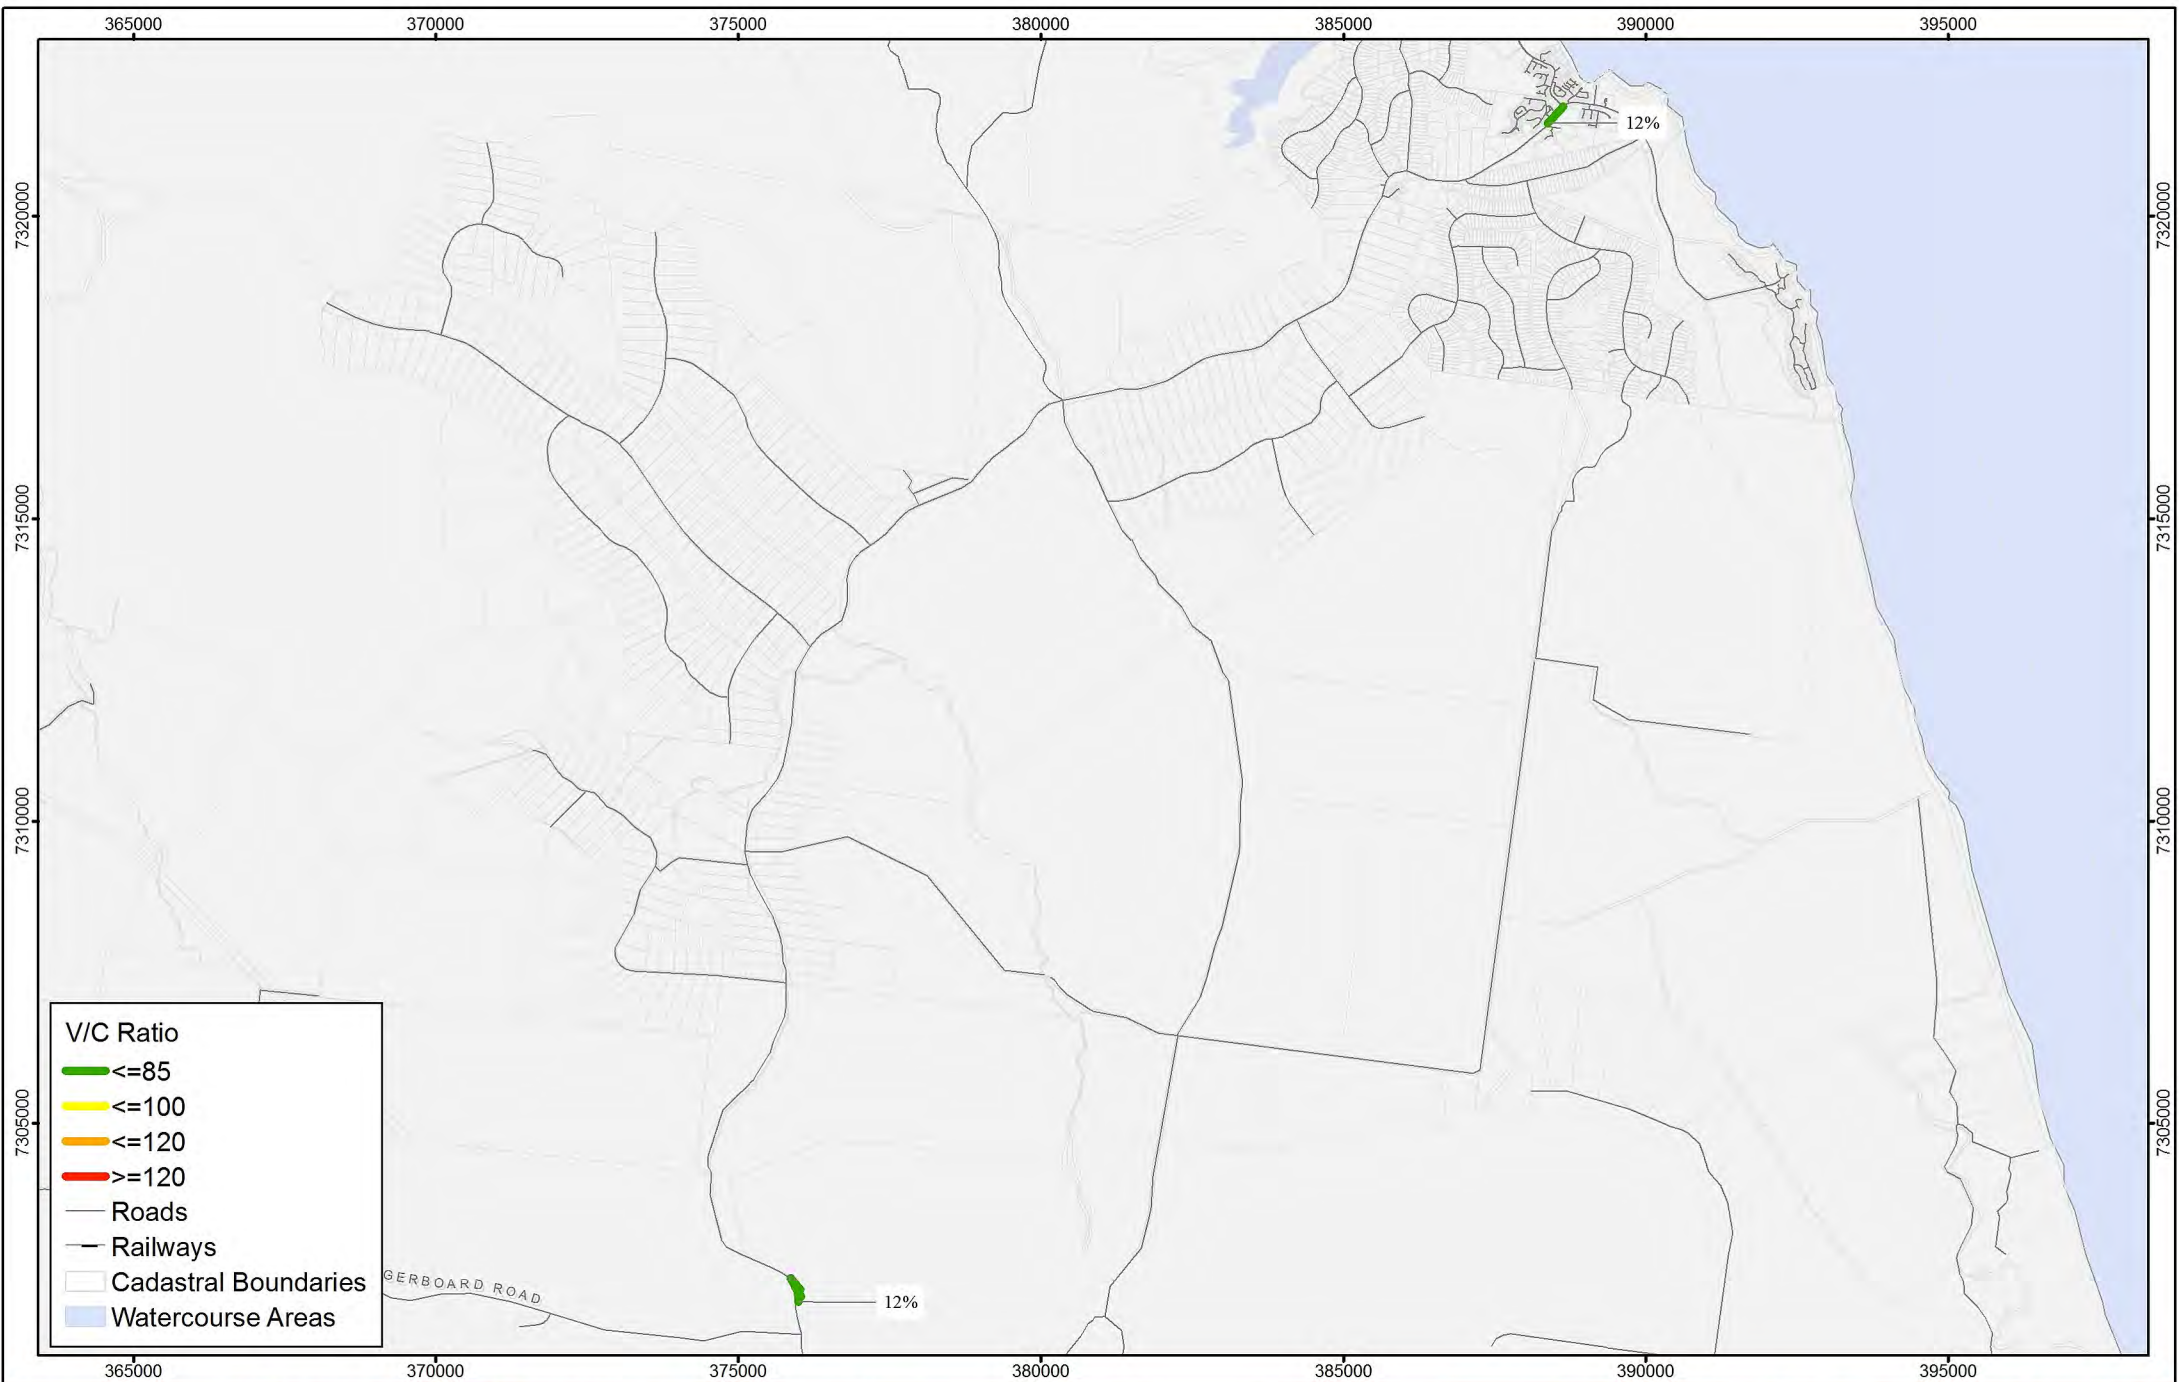 365000 370000 375000 380000 385000 390000 395000
12%
7320000 7320000
7315000 7315000
7310000 7310000
7305000 7305000
V/C Ratio
<=85
<=100
<=120
>=120
Roads
Railways
Cadastral Boundaries
Watercourse Areas
GERBOARD ROAD
12%
365000 370000 375000 380000 385000 390000 395000